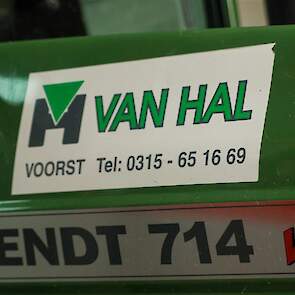 VAN HAL
VOORST Tel: 0315 - 65 16 69
ENDT 714